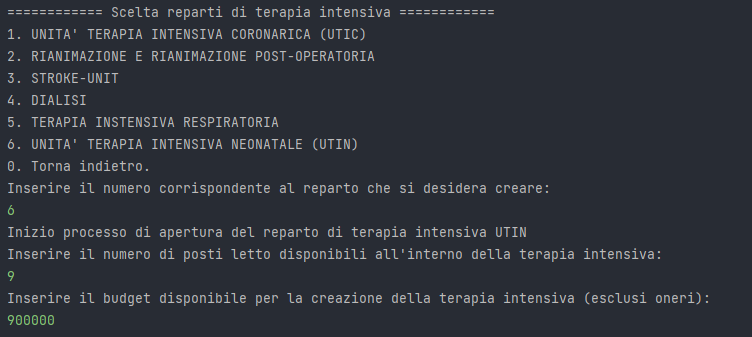 ============ Scelta reparti di terapia intensiva ============
1. UNITA' TERAPIA INTENSIVA CORONARICA (UTIC)
2. RIANIMAZIONE E RIANIMAZIONE POST-OPERATORIA
3. STROKE-UNIT
4. DIALISI
5. TERAPIA INSTENSIVA RESPIRATORIA
6. UNITA' TERAPIA INTENSIVA NEONATALE (UTIN)
0. Torna indietro.
Inserire il numero corrispondente al reparto che si desidera creare:
6
Inizio processo di apertura del reparto di terapia intensiva UTIN
Inserire il numero di posti letto disponibili all'interno della terapia intensiva:
9
Inserire il budget disponibile per la creazione della terapia intensiva (esclusi oneri):
900000